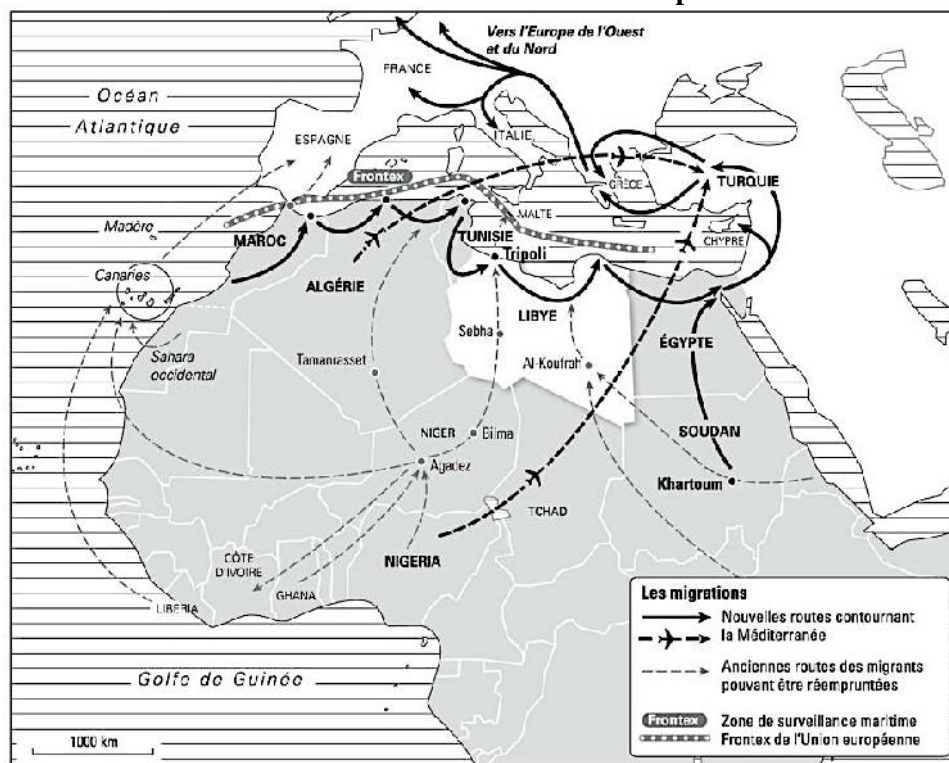 Vers l'Europe de l'Ouest
et du Nord
FRANCE
Océan
Atlantique
ESPAGNE
ITALIE
Frontex
GRÈCE
TURQUIE
Madère
MAROC
MALTE
TUNISIE
CHYPRE
Tripoli
Canaries
ALGÉRIE
LIBYE
Sebha
ÉGYPTE
Sahara
occidental
Tamanrasset
Al-Koufrah
NIGER
Bilma
SOUDAN
Agadez
Khartoum
TCHAD
CÔTE
D'IVOIRE
NIGERIA
GHANA
LIBERIA
Golfe de Guinée
1000 km
Les migrations
Nouvelles routes contournant
la Méditerranée
Anciennes routes des migrants
pouvant être réempruntées
Frontex Zone de surveillance maritime
Frontex de l'Union européenne